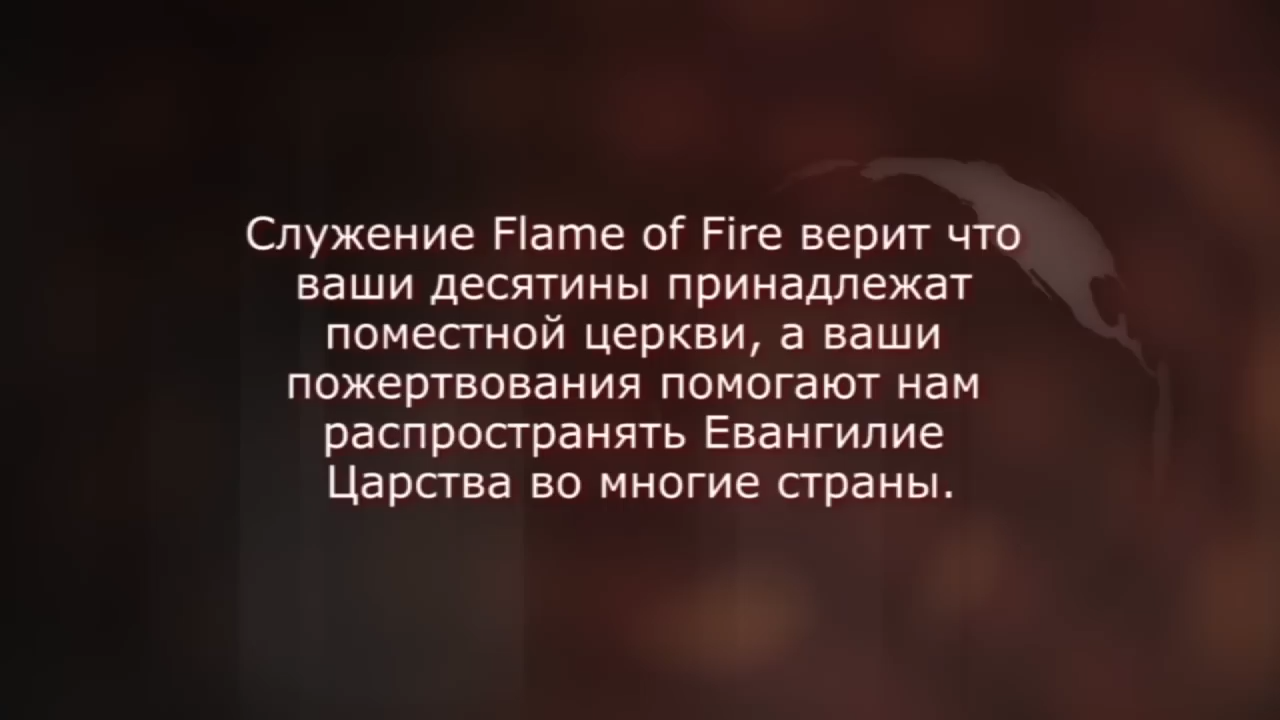 Служение Flame of Fire верит что
ваши десятины принадлежат
поместной церкви, а ваши
пожертвования помогают нам
распространять Евангилие
Царства во многие страны.